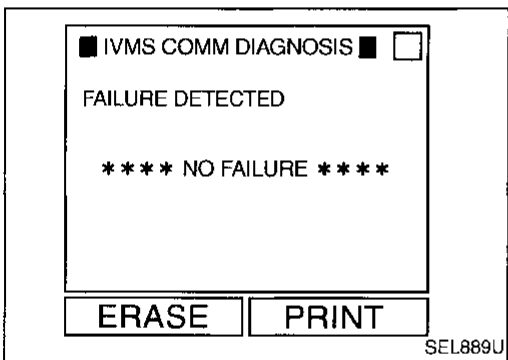 IVMS COMM DIAGNOSIS
FAILURE DETECTED
**** NO FAILURE ****
ERASE PRINT
SEL889U